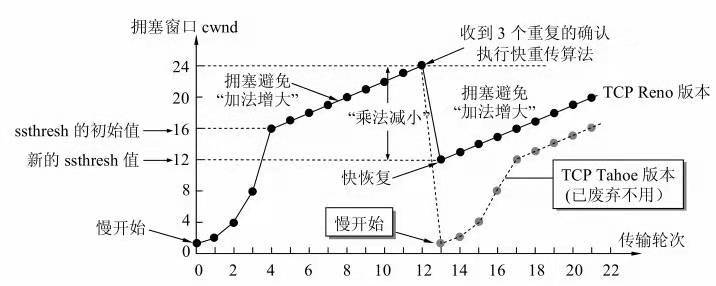 拥塞窗口 cwnd
收到 3 个重复的确认
执行快重传算法
24
20
16
12
8
4
0
拥塞避免
“加法增大”
“乘法减小”
拥塞避免
“加法增大”
TCP Reno 版本
ssthresh 的初始值
新的 ssthresh 值
快恢复
TCP Tahoe 版本
(已废弃不用)
慢开始
慢开始
传输轮次
0 2 4 6 8 10 12 14 16 18 20 22